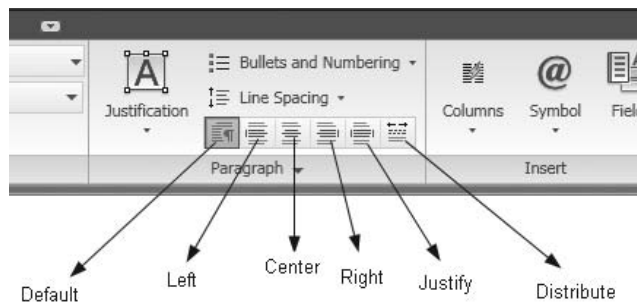 Bullets and Numbering
A
Line Spacing
Justification
Columns
@
Symbol
Paragraph
Insert
Default
Left
Center
Right
Justify
Distribute